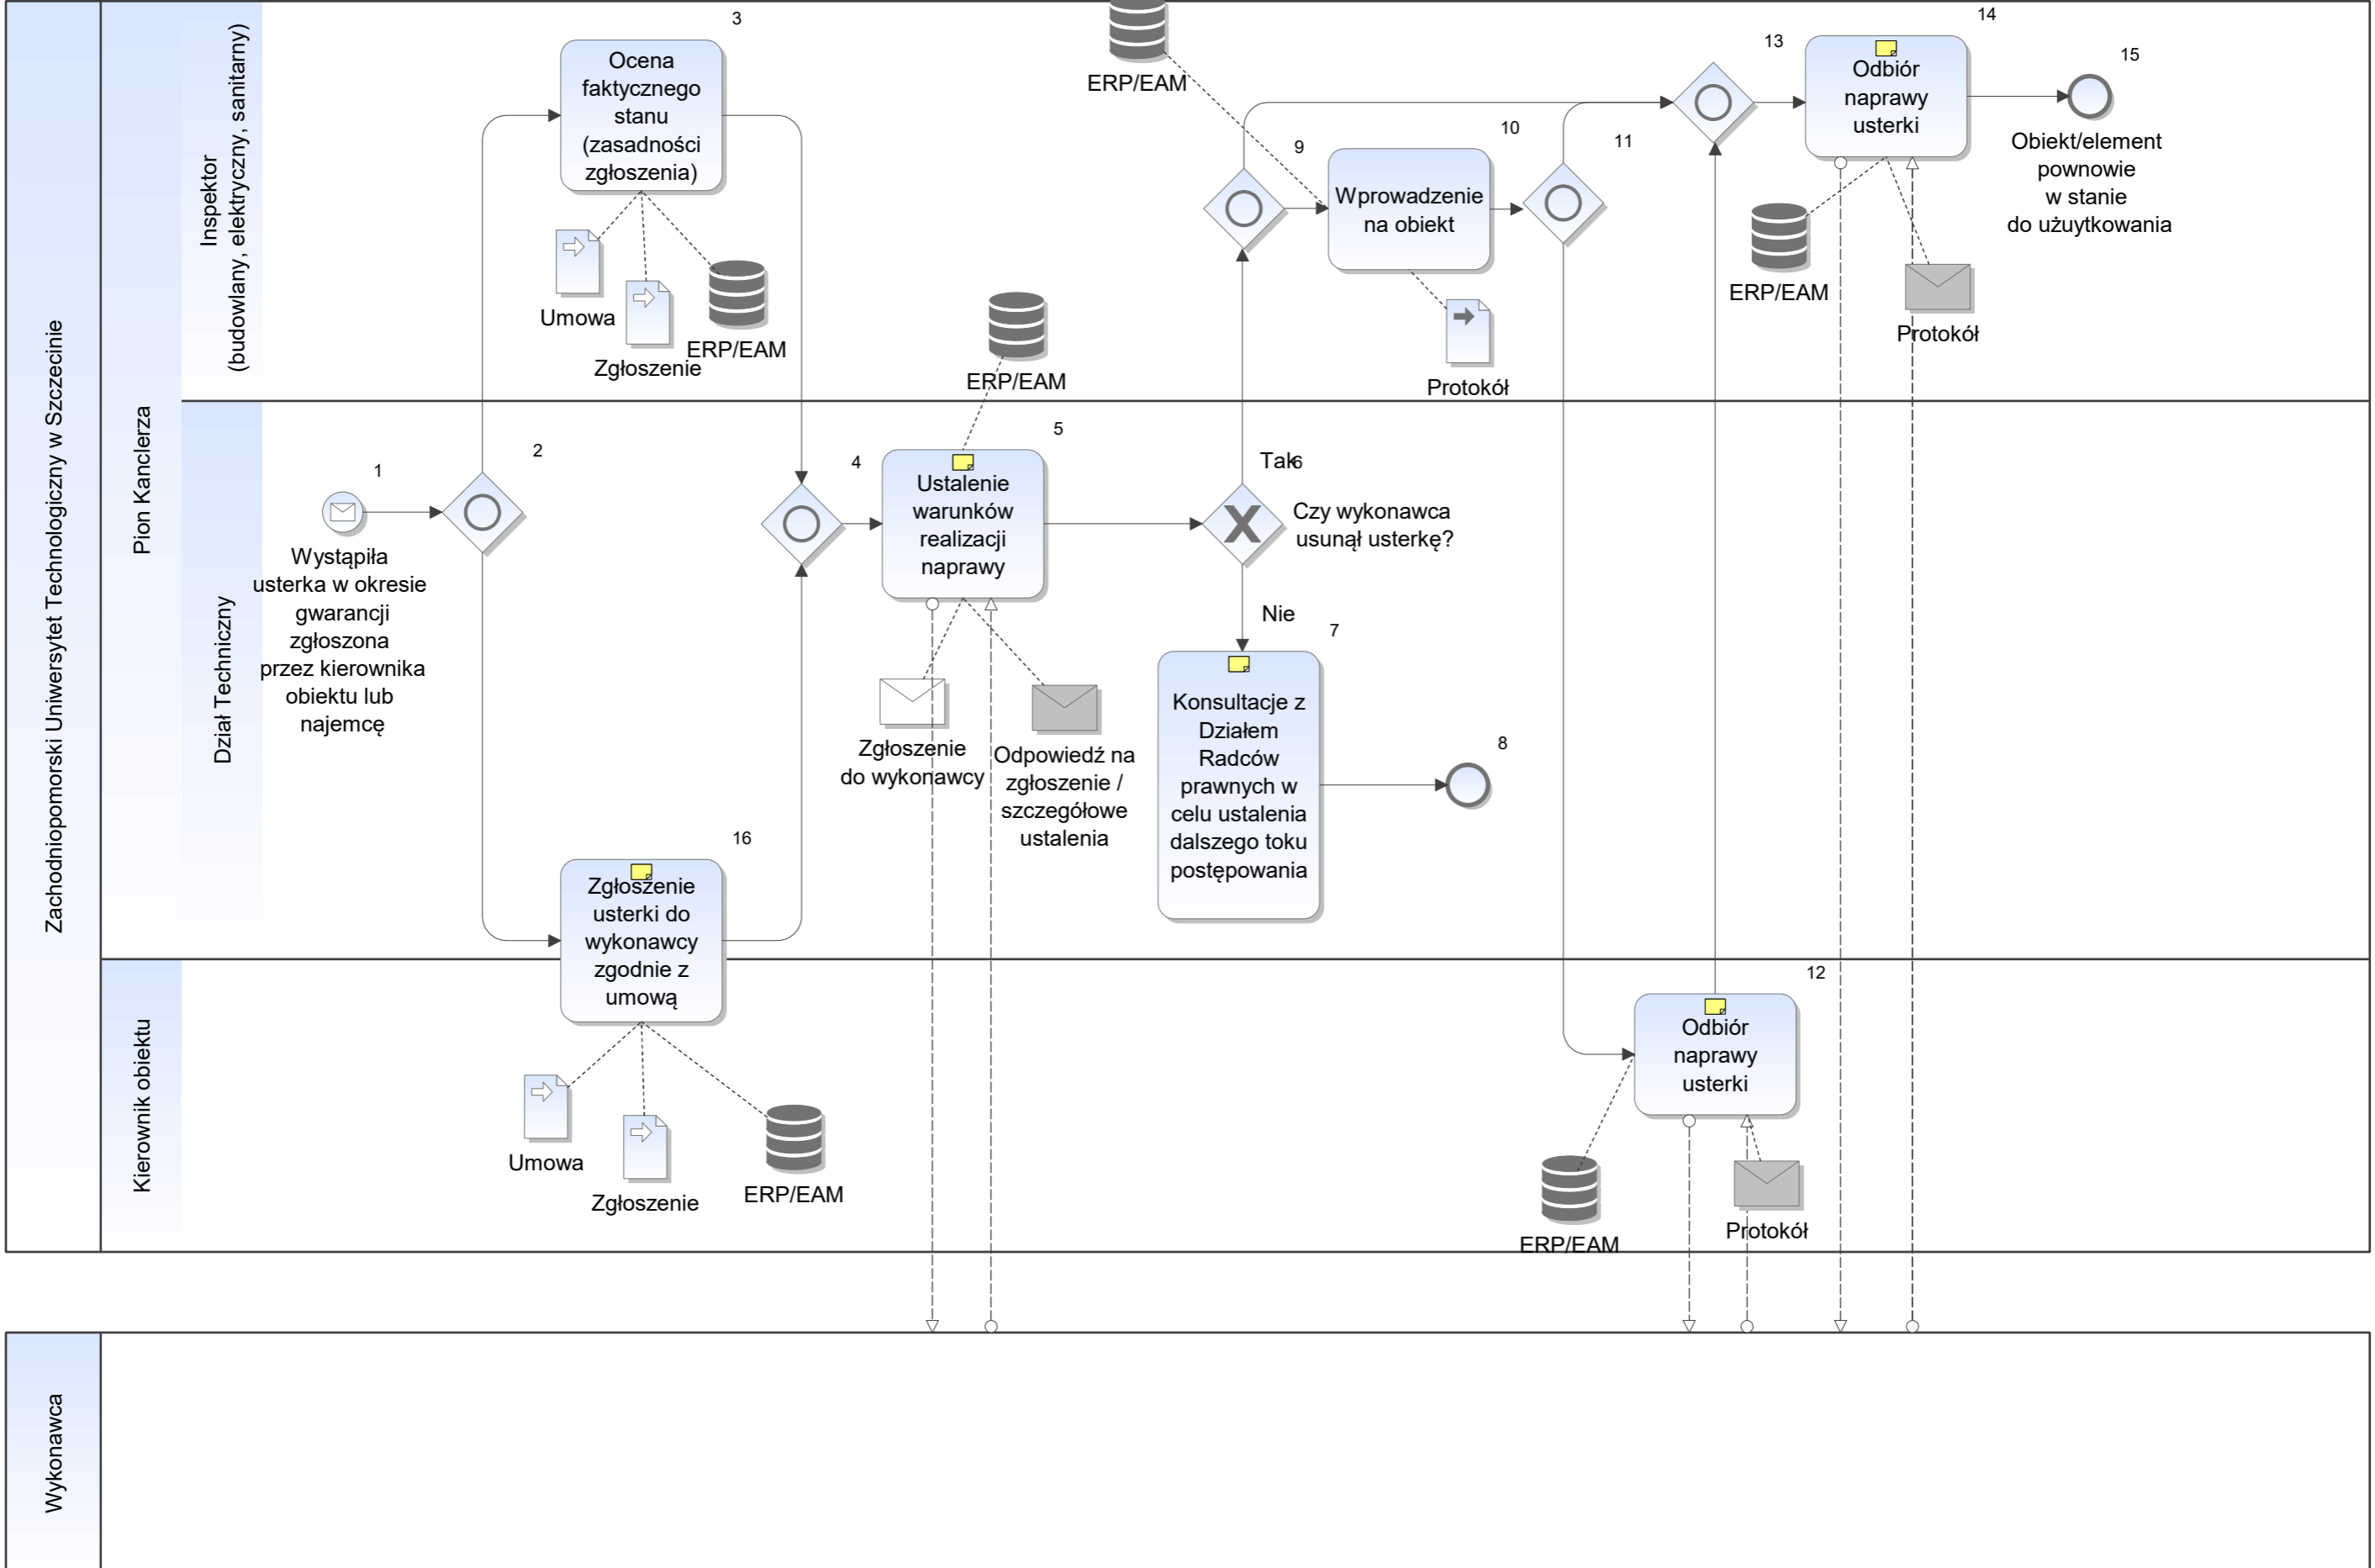 Zachodniopomorski Uniwersytet Technologiczny w Szczecinie
Pion Kanclerza
Inspektor
(budowlany, elektryczny, sanitarny)
3
Ocena
faktycznego
stanu
(zasadności
zgłoszenia)
Umowa
Zgłoszenie
ERP/EAM
ERP/EAM
ERP/EAM
9
10
Wprowadzenie
na obiekt
Protokół
11
13
14
Odbiór
naprawy
usterki
ERP/EAM
Protokół
15
Obiekt/element
pownowie
w stanie
do użuytkowania
Dział Techniczny
1
Wystąpiła
usterka w okresie
gwarancji
zgłoszona
przez kierownika
obiektu lub
najemcę
2
4
5
Ustalenie
warunków
realizacji
naprawy
Zgłoszenie
do wykonawcy
Odpowiedź na
zgłoszenie /
szczegółowe
ustalenia
Tak
6
Czy wykonawca
usunął usterkę?
Nie
7
Konsultacje z
Działem
Radców
prawnych w
celu ustalenia
dalszego toku
postępowania
8
16
Zgłoszenie
usterki do
wykonawcy
zgodnie z
umową
Kierownik obiektu
Umowa
Zgłoszenie
ERP/EAM
12
Odbiór
naprawy
usterki
ERP/EAM
Protokół
Wykonawca